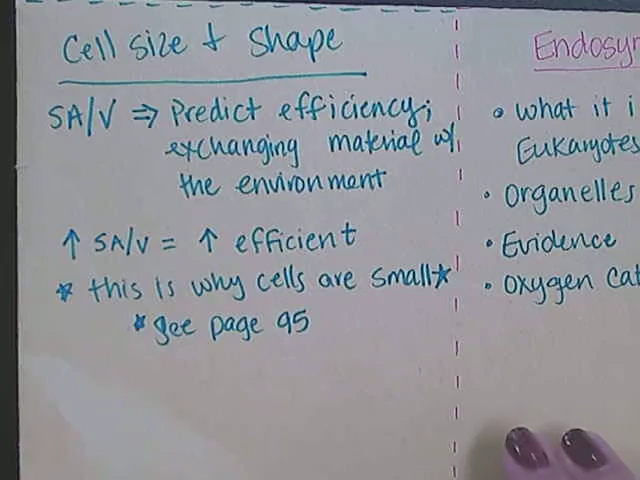 Cell size + shape
SA/V ⇒ Predict efficiency;
exchanging material w/
the environment
↑ SA/V = ↑ efficient
* this is why cells are small*
*see page 95
Endosym
• what it i
Eukaryotes
• Organelles
• Evidence
• Oxygen Cat